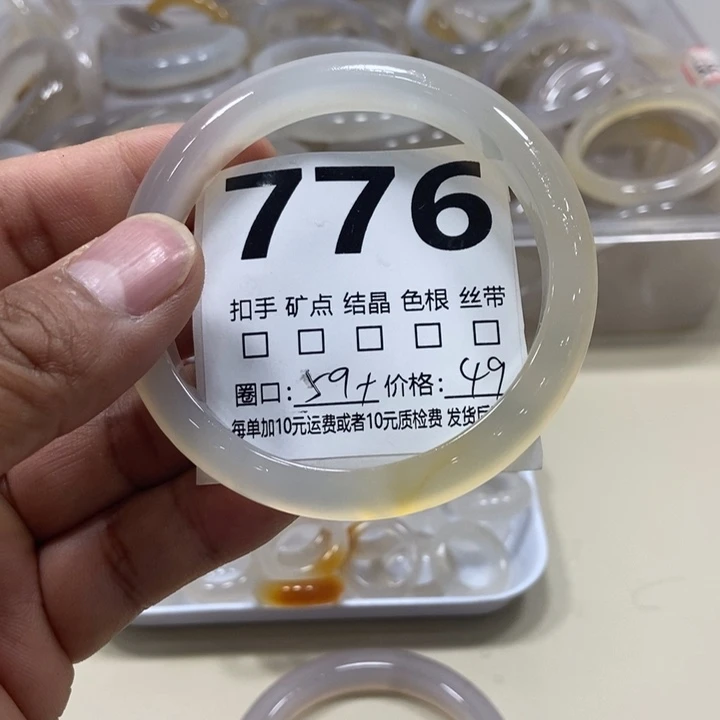 776
扣手 矿点 结晶 色根 丝带
□ □ □ □ □
圈口: 59+ 价格: 49
每单加10元运费或者10元质检费 发货后